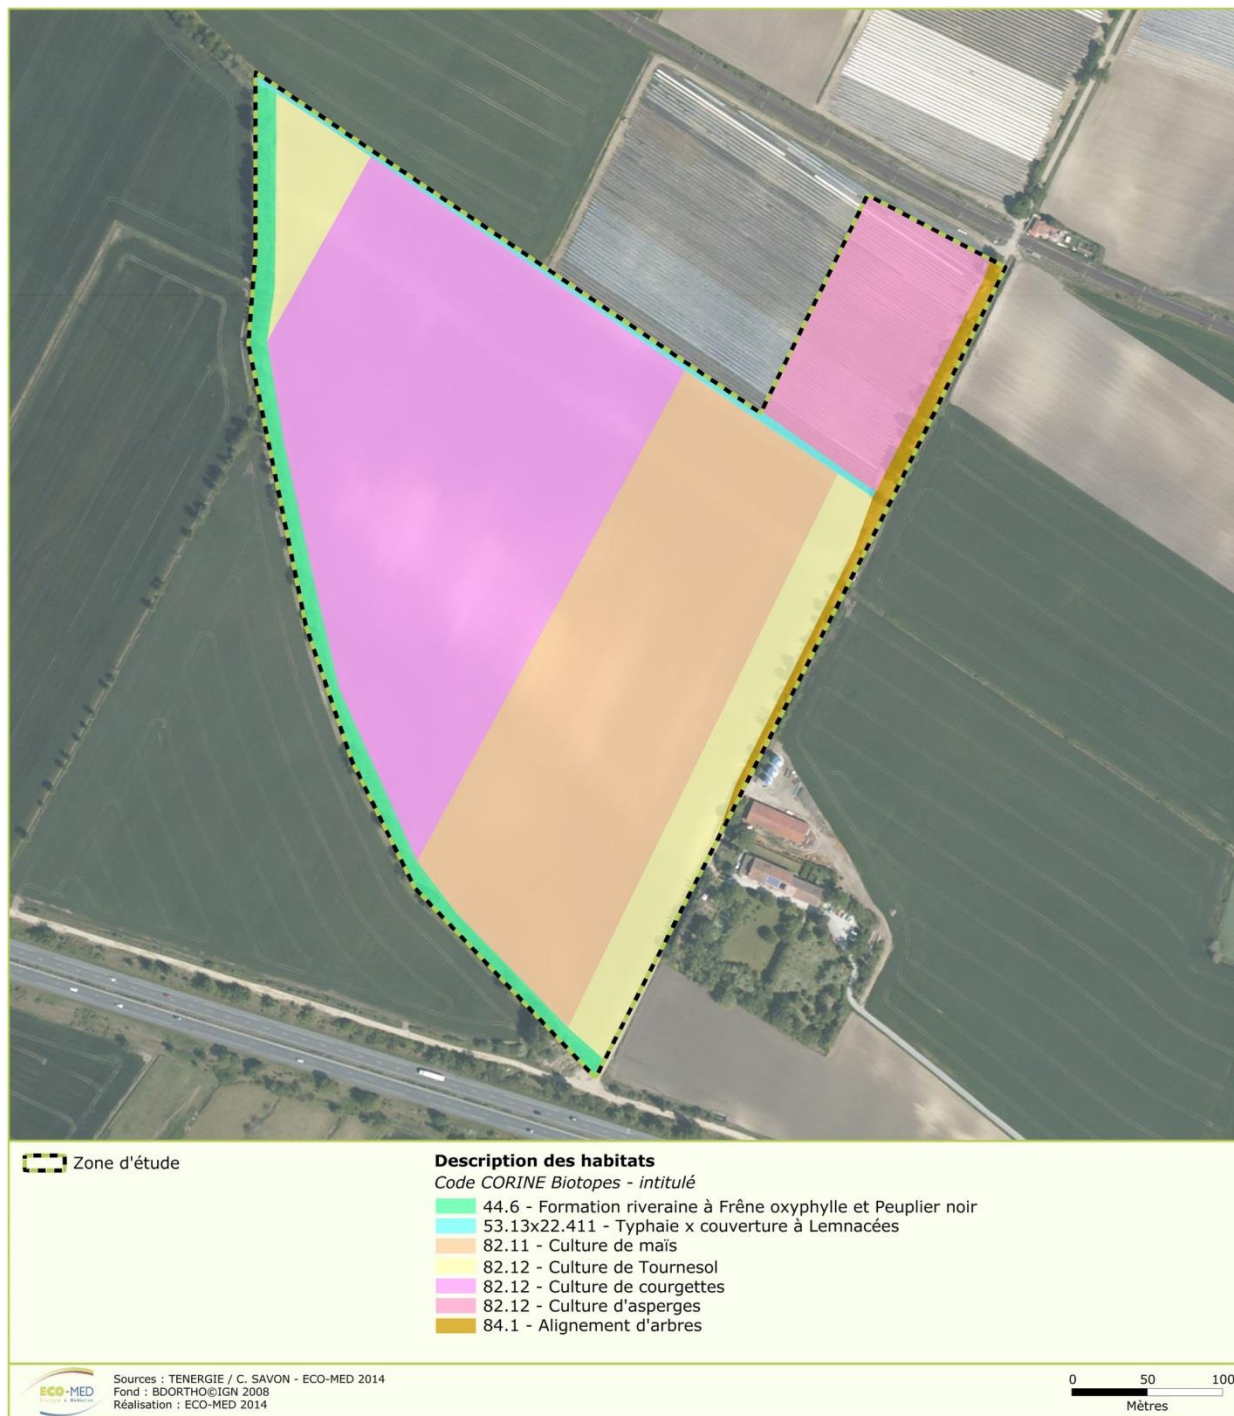 Zone d'étude
Description des habitats
Code CORINE Biotopes - intitulé
44.6 - Formation riveraine à Frêne oxyphylle et Peuplier noir
53.13x22.411 - Typhaie x couverture à Lemnacées
82.11 - Culture de maïs
82.12 - Culture de Tournesol
82.12 - Culture de courgettes
82.12 - Culture d'asperges
84.1 - Alignement d'arbres
ECO-MED
Sources : TENERGIE / C. SAVON - ECO-MED 2014
Fond : BDORTHO©IGN 2008
Réalisation : ECO-MED 2014
0 50 100
Mètres